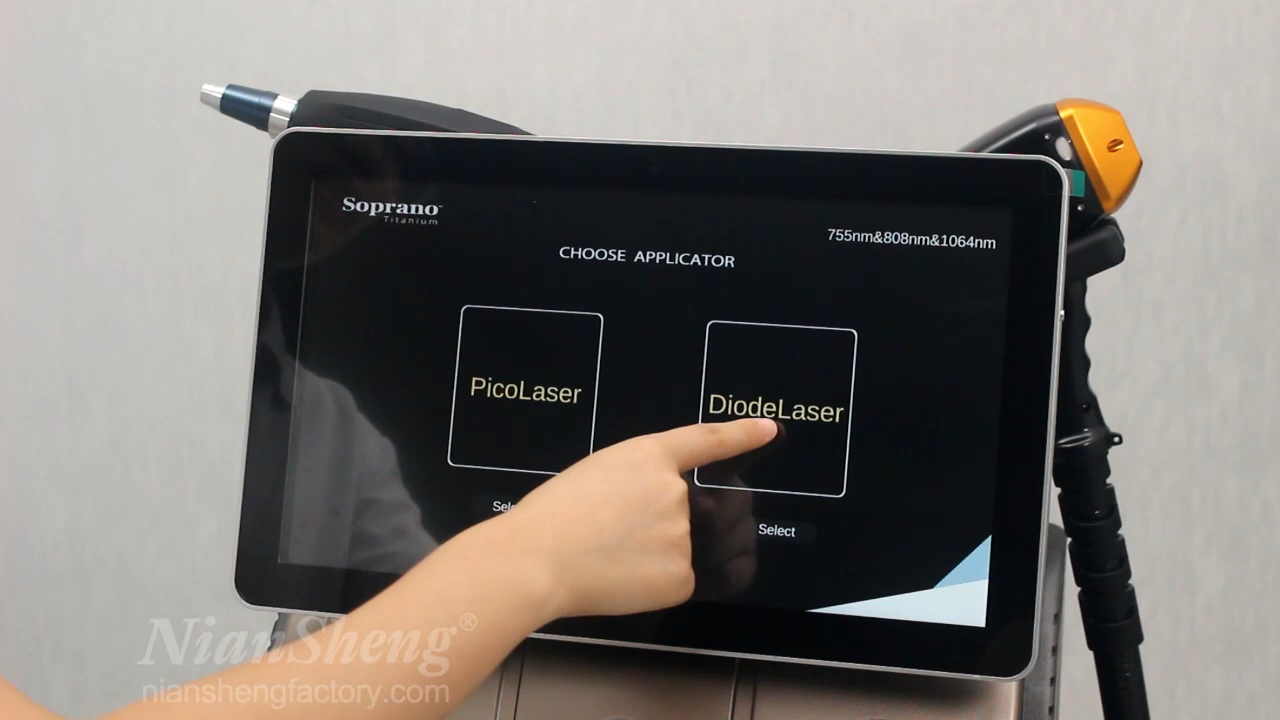 Soprano
Titanium
755nm&808nm&1064nm
CHOOSE APPLICATOR
PicoLaser
DiodeLaser
Select
NianSheng®
nianshengfactory.com